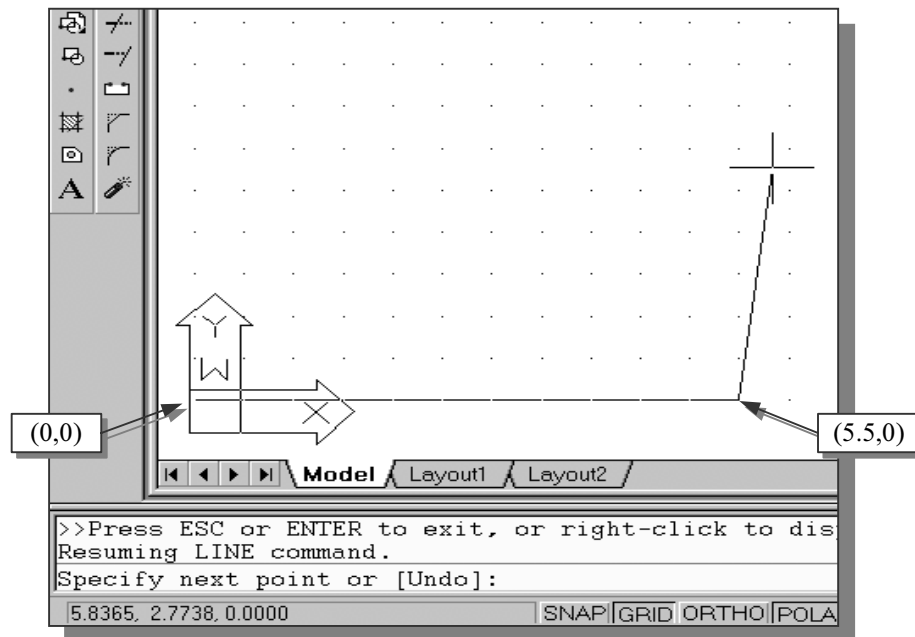 A
Y
W
X
(0,0)
(5.5,0)
Model Layout1 Layout2
>>Press ESC or ENTER to exit, or right-click to dis
Resuming LINE command.
Specify next point or [Undo]:
5.8365, 2.7738, 0.0000 SNAP GRID ORTHO POLA